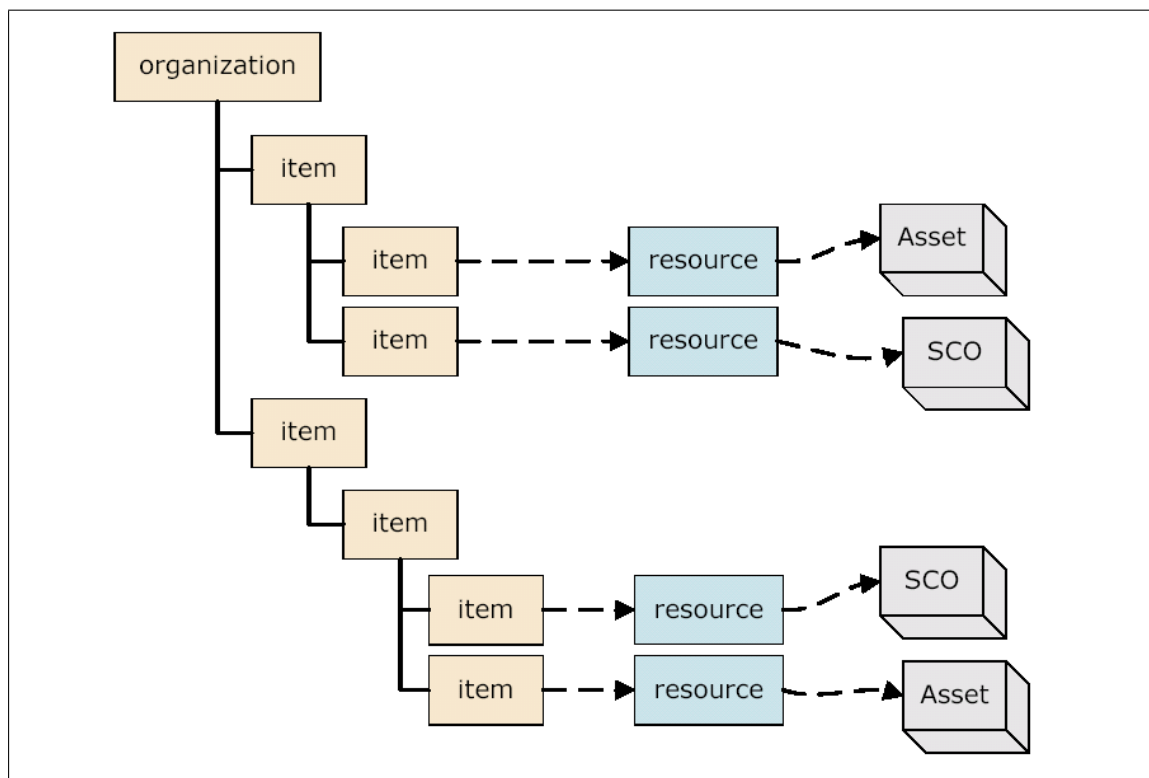 organization
item
item
resource
Asset
item
resource
SCO
item
item
item
resource
SCO
item
resource
Asset